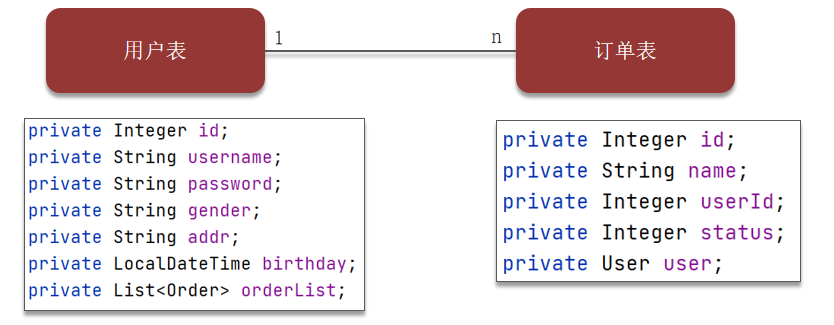 用户表
1
n
订单表
private Integer id;
private String username;
private String password;
private String gender;
private String addr;
private LocalDateTime birthday;
private List<Order> orderList;
private Integer id;
private String name;
private Integer userId;
private Integer status;
private User user;